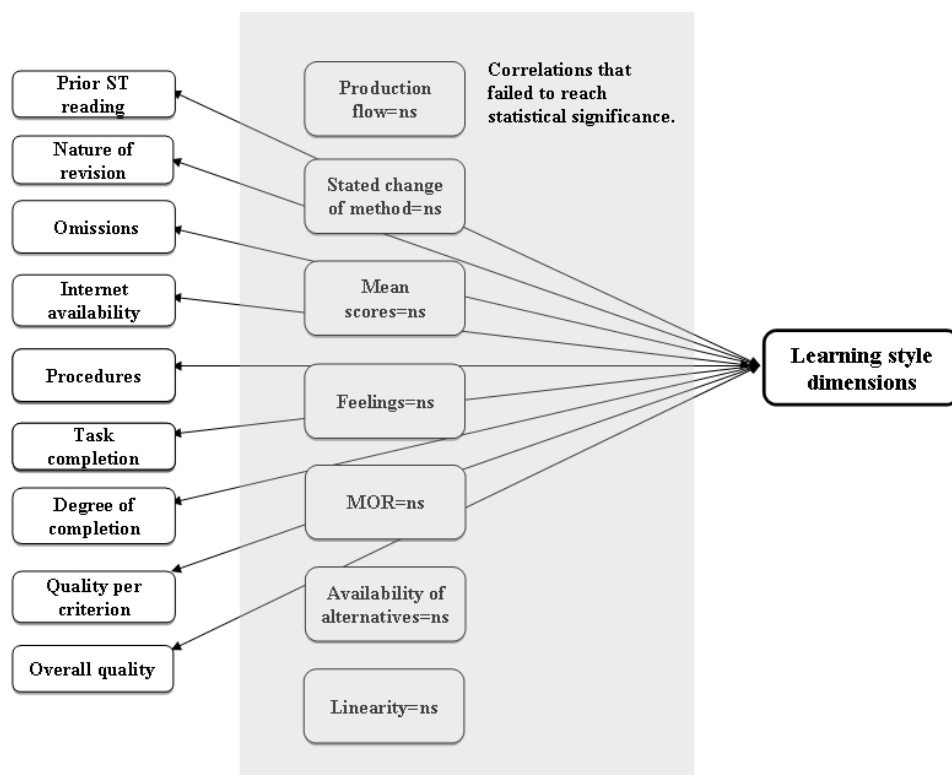 Prior ST
reading
Nature of
revision
Omissions
Internet
availability
Procedures
Task
completion
Degree of
completion
Quality per
criterion
Overall quality
Production
flow=ns
Stated change
of method=ns
Mean
scores=ns
Feelings=ns
MOR=ns
Availability of
alternatives=ns
Linearity=ns
Correlations that
failed to reach
statistical significance.
Learning style
dimensions